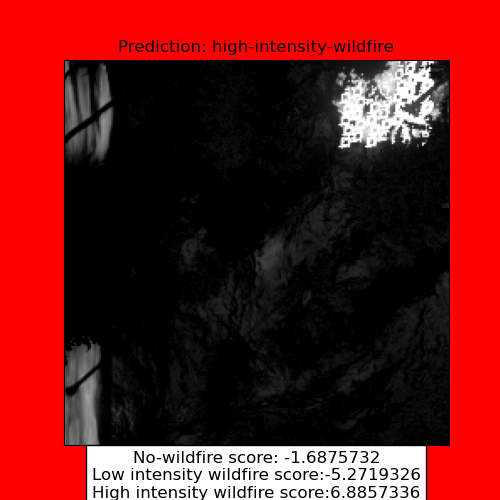 Prediction: high-intensity-wildfire
No-wildfire score: -1.6875732
Low intensity wildfire score:-5.2719326
High intensity wildfire score:6.8857336